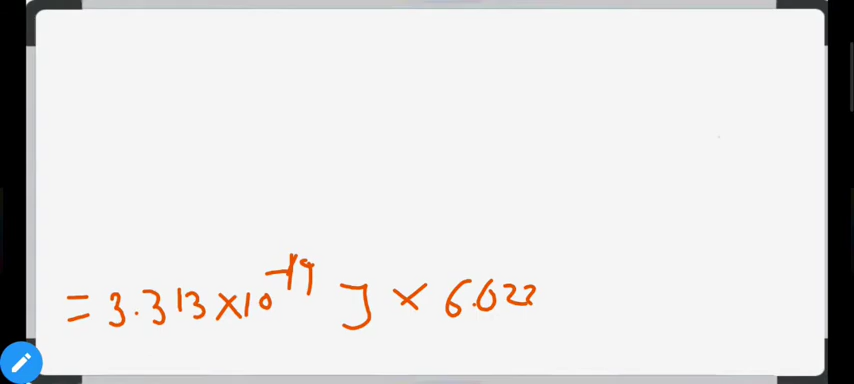 = 3.313 × 10⁻¹⁹ J × 6.022